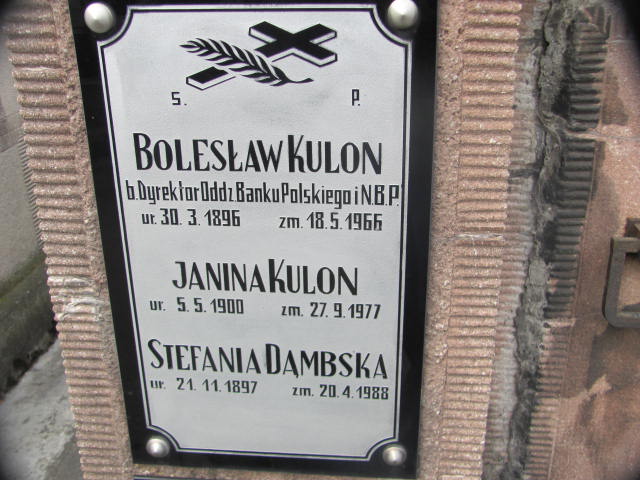 S. P.
BOLESŁAW KULON
b. Dyrektor Oddz. Banku Polskiego i N.B.P.
ur. 30. 3. 1896 zm. 18. 5. 1966
JANINA KULON
ur. 5. 5. 1900 zm. 27. 9. 1977
STEFANIA DĄMBSKA
ur. 21. 11. 1897 zm. 20. 4. 1988